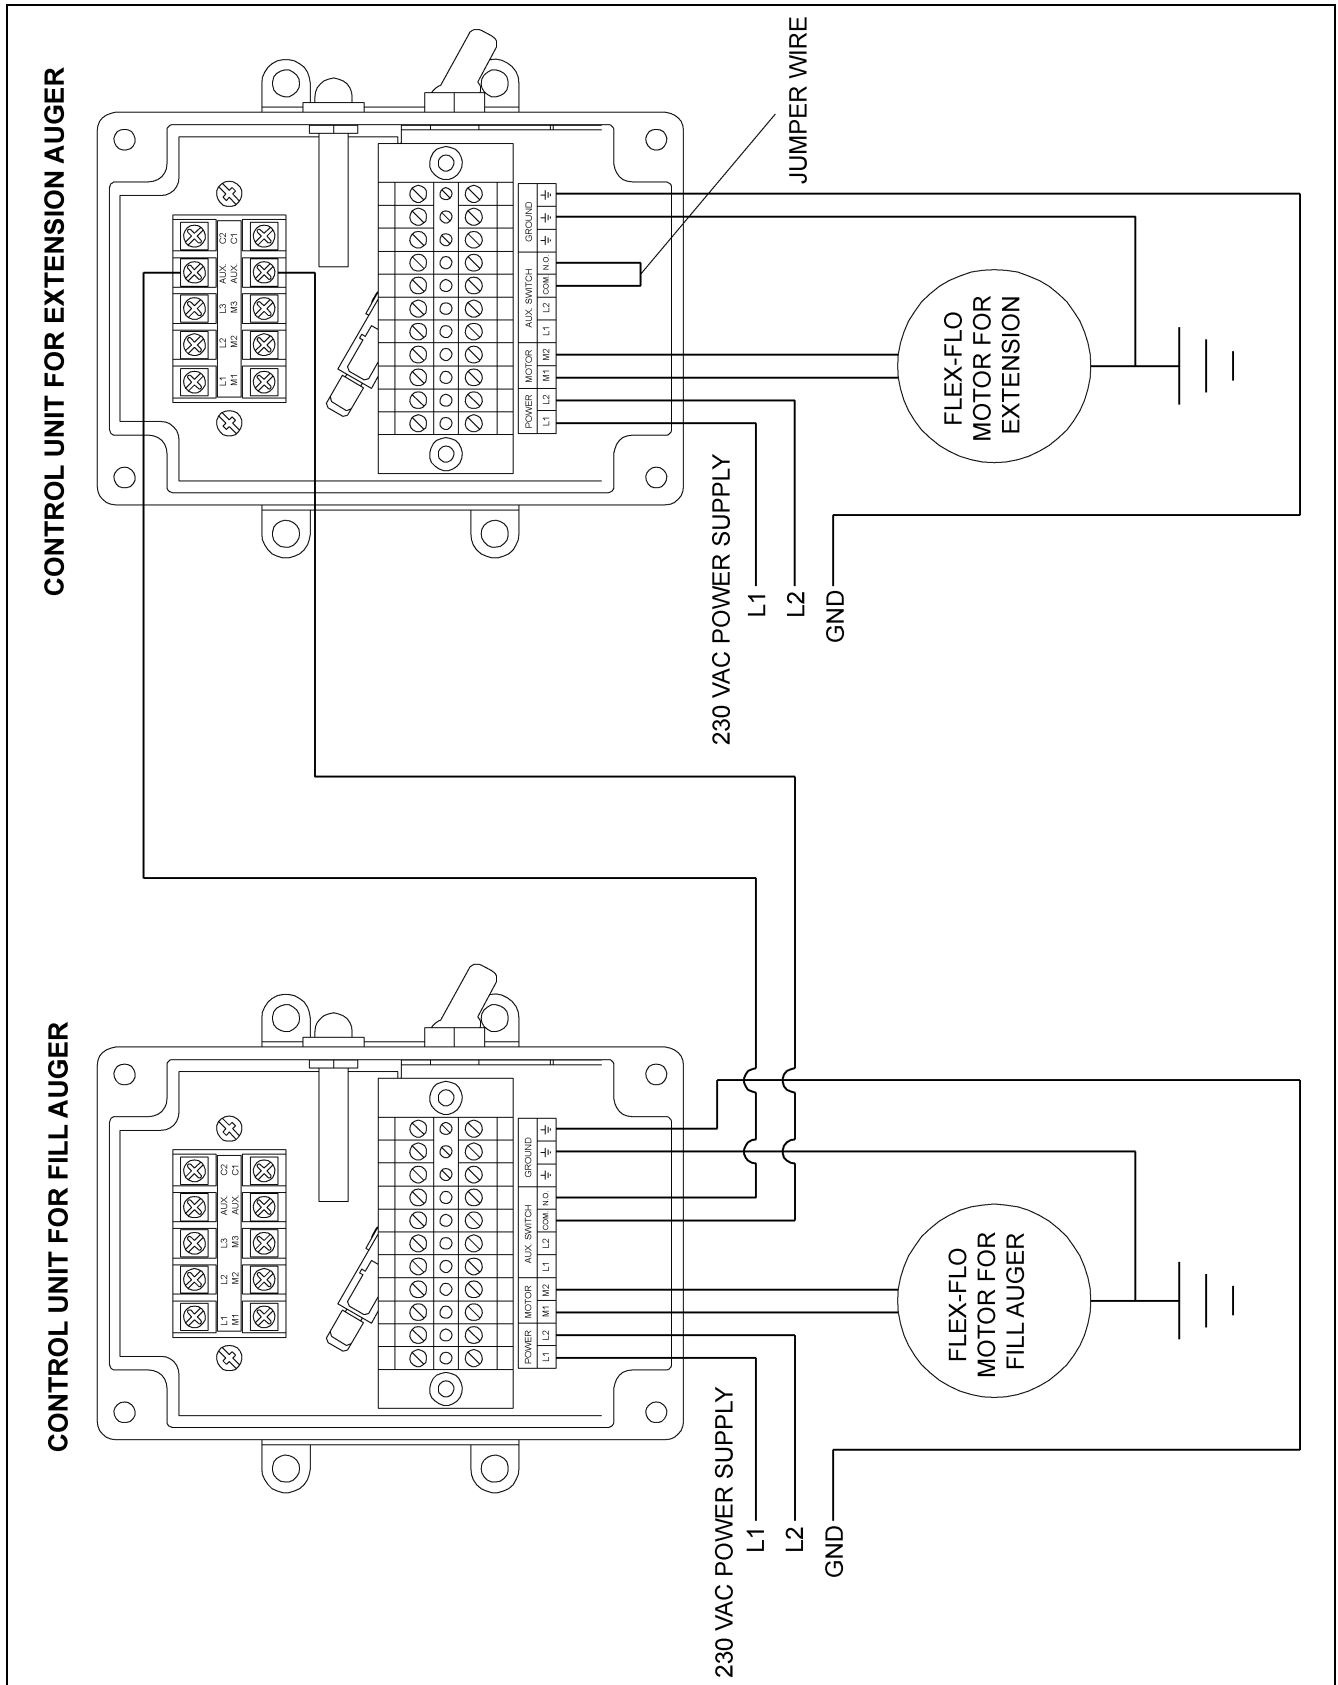 CONTROL UNIT FOR FILL AUGER
L1 L2 L3 AUX. C2
M1 M2 M3 AUX. C1
POWER MOTOR AUX. SWITCH GROUND
L1 L2 M1 M2 L1 L2 COM. N.O.
230 VAC POWER SUPPLY
L1
L2
GND
FLEX-FLO
MOTOR FOR
FILL AUGER
CONTROL UNIT FOR EXTENSION AUGER
L1 L2 L3 AUX. C2
M1 M2 M3 AUX. C1
POWER MOTOR AUX. SWITCH GROUND
L1 L2 M1 M2 L1 L2 COM. N.O.
JUMPER WIRE
230 VAC POWER SUPPLY
L1
L2
GND
FLEX-FLO
MOTOR FOR
EXTENSION